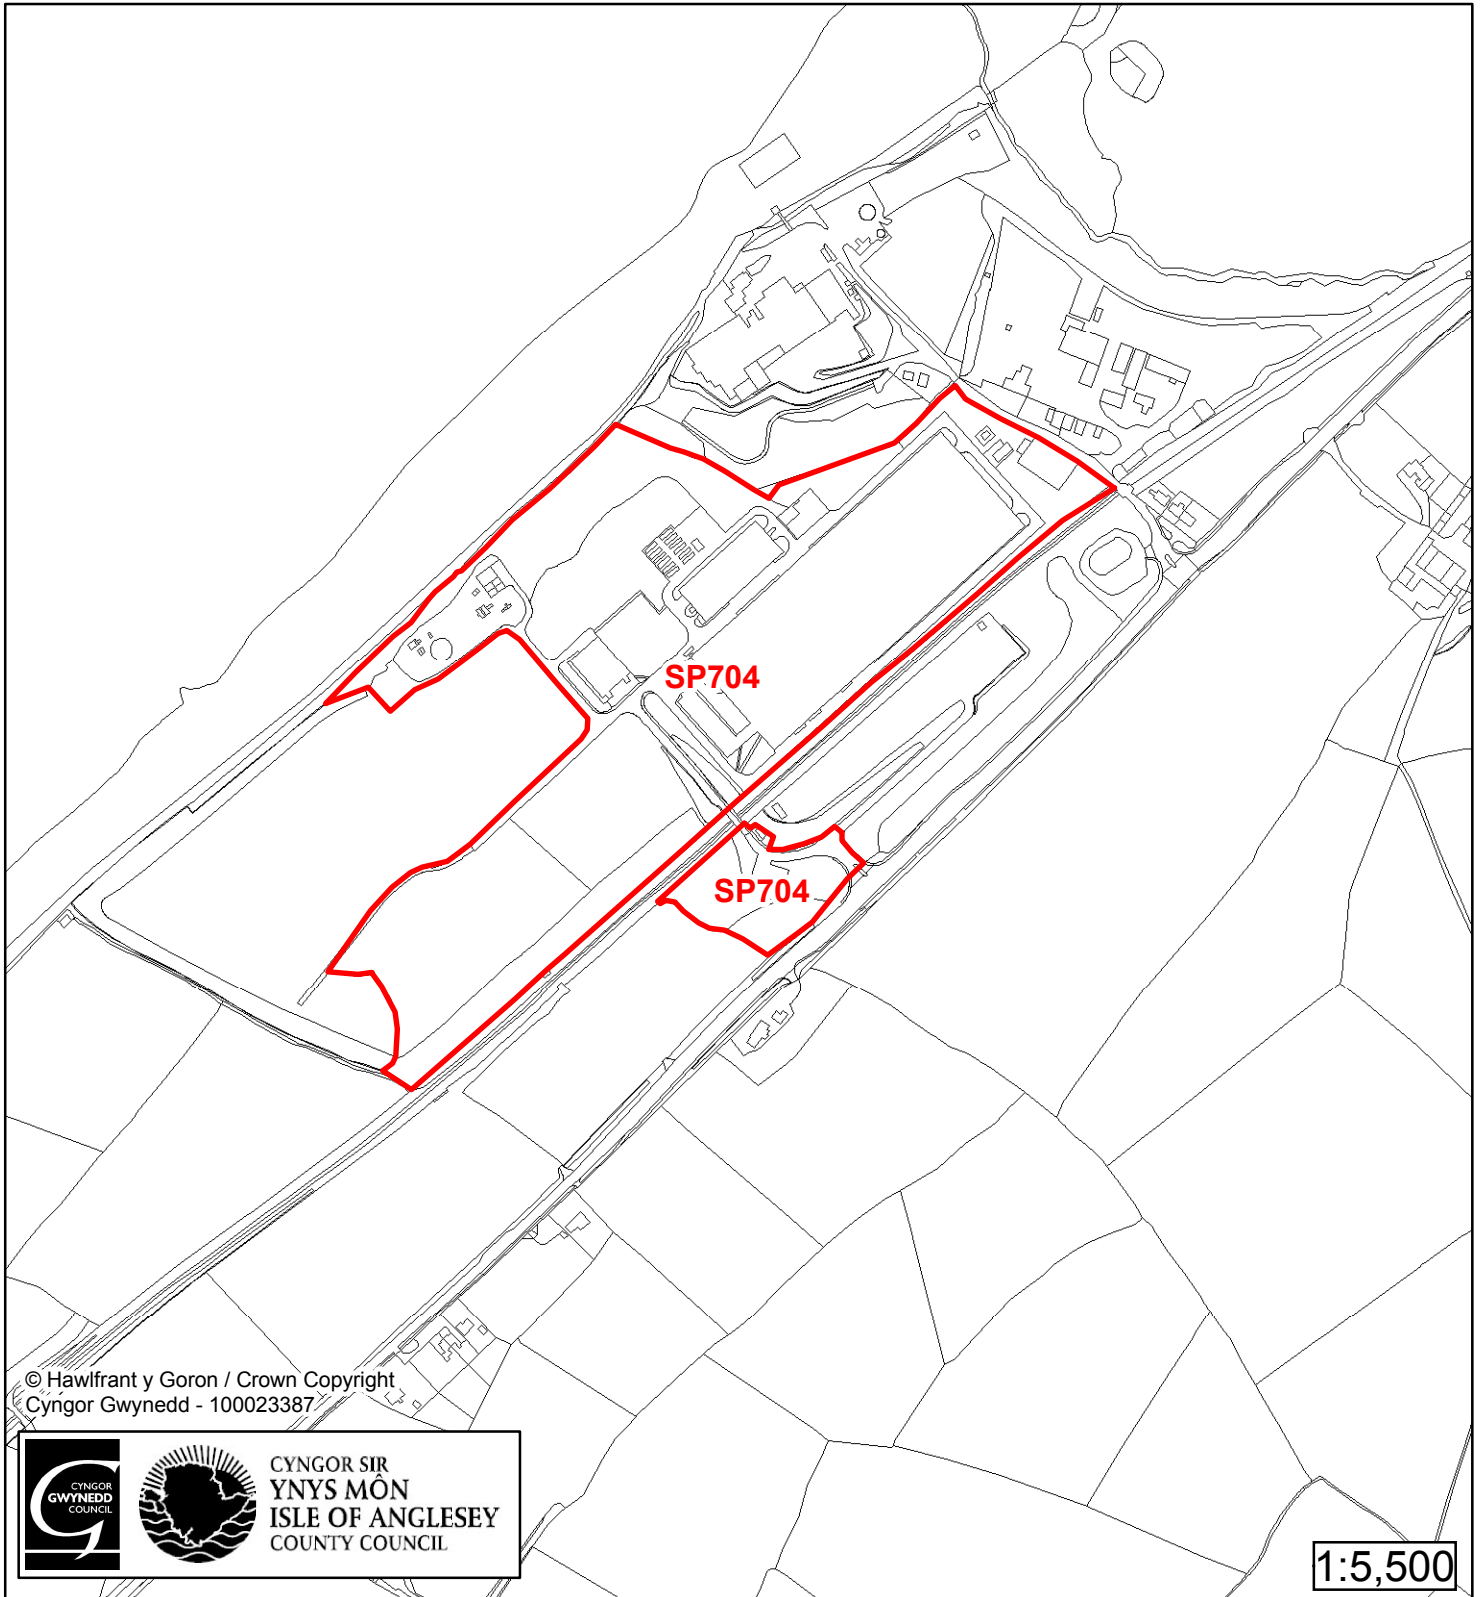 SP704
SP704
© Hawlfrant y Goron / Crown Copyright
Cyngor Gwynedd - 100023387
CYNGOR
GWYNEDD
COUNCIL
CYNGOR SIR
YNYS MÔN
ISLE OF ANGLESEY
COUNTY COUNCIL
1:5,500